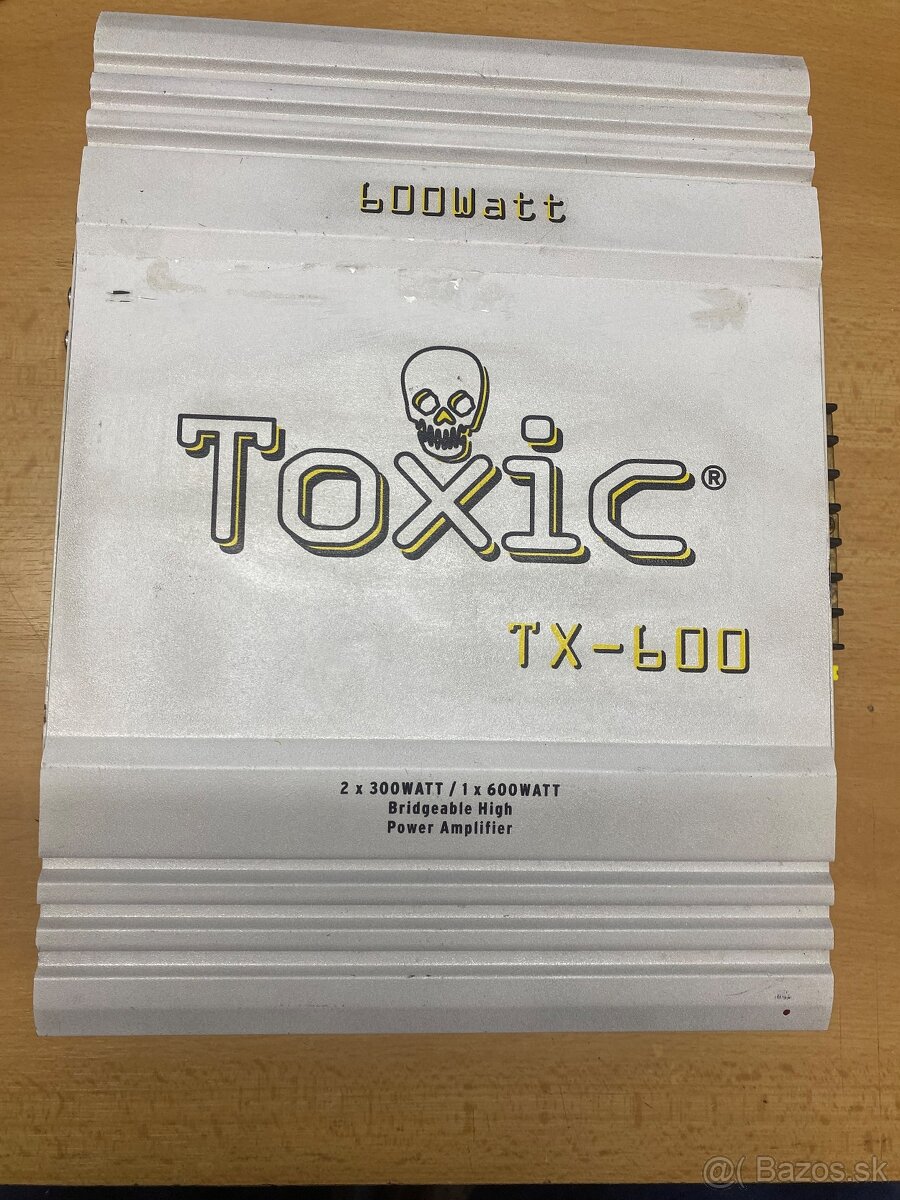 600Watt
Toxic®
TX-600
2 x 300WATT / 1 x 600WATT
Bridgeable High
Power Amplifier
@( Bazos.sk